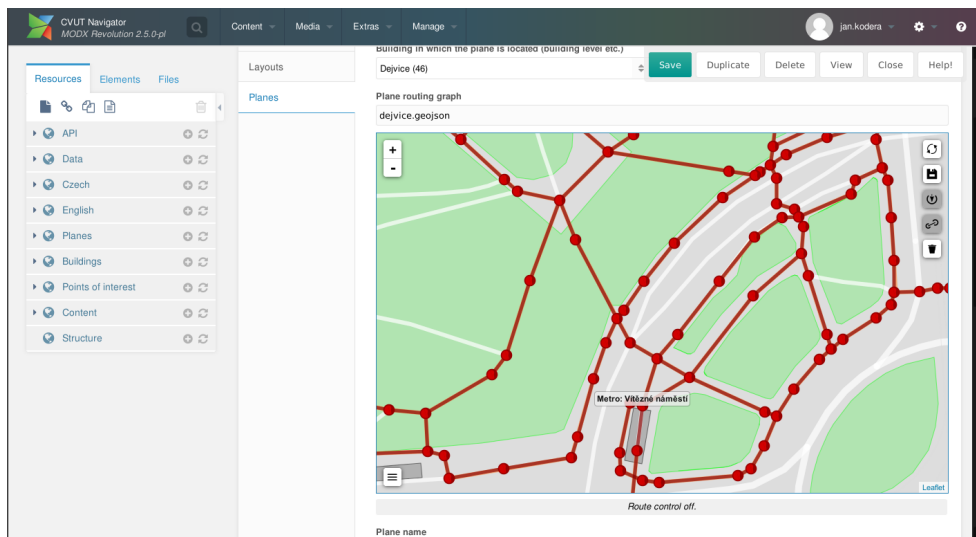 CVUT Navigator
MODX Revolution 2.5.0-pl
Content
Media
Extras
Manage
jan.kodera
Resources
Elements
Files
API
Data
Czech
English
Planes
Buildings
Points of interest
Content
Structure
Layouts
Planes
Building in which the plane is located (building level etc.)
Dejvice (46)
Save
Duplicate
Delete
View
Close
Help!
Plane routing graph
dejvice.geojson
+
-
Metro: Vítězné náměstí
Leaflet
Route control off.
Plane name